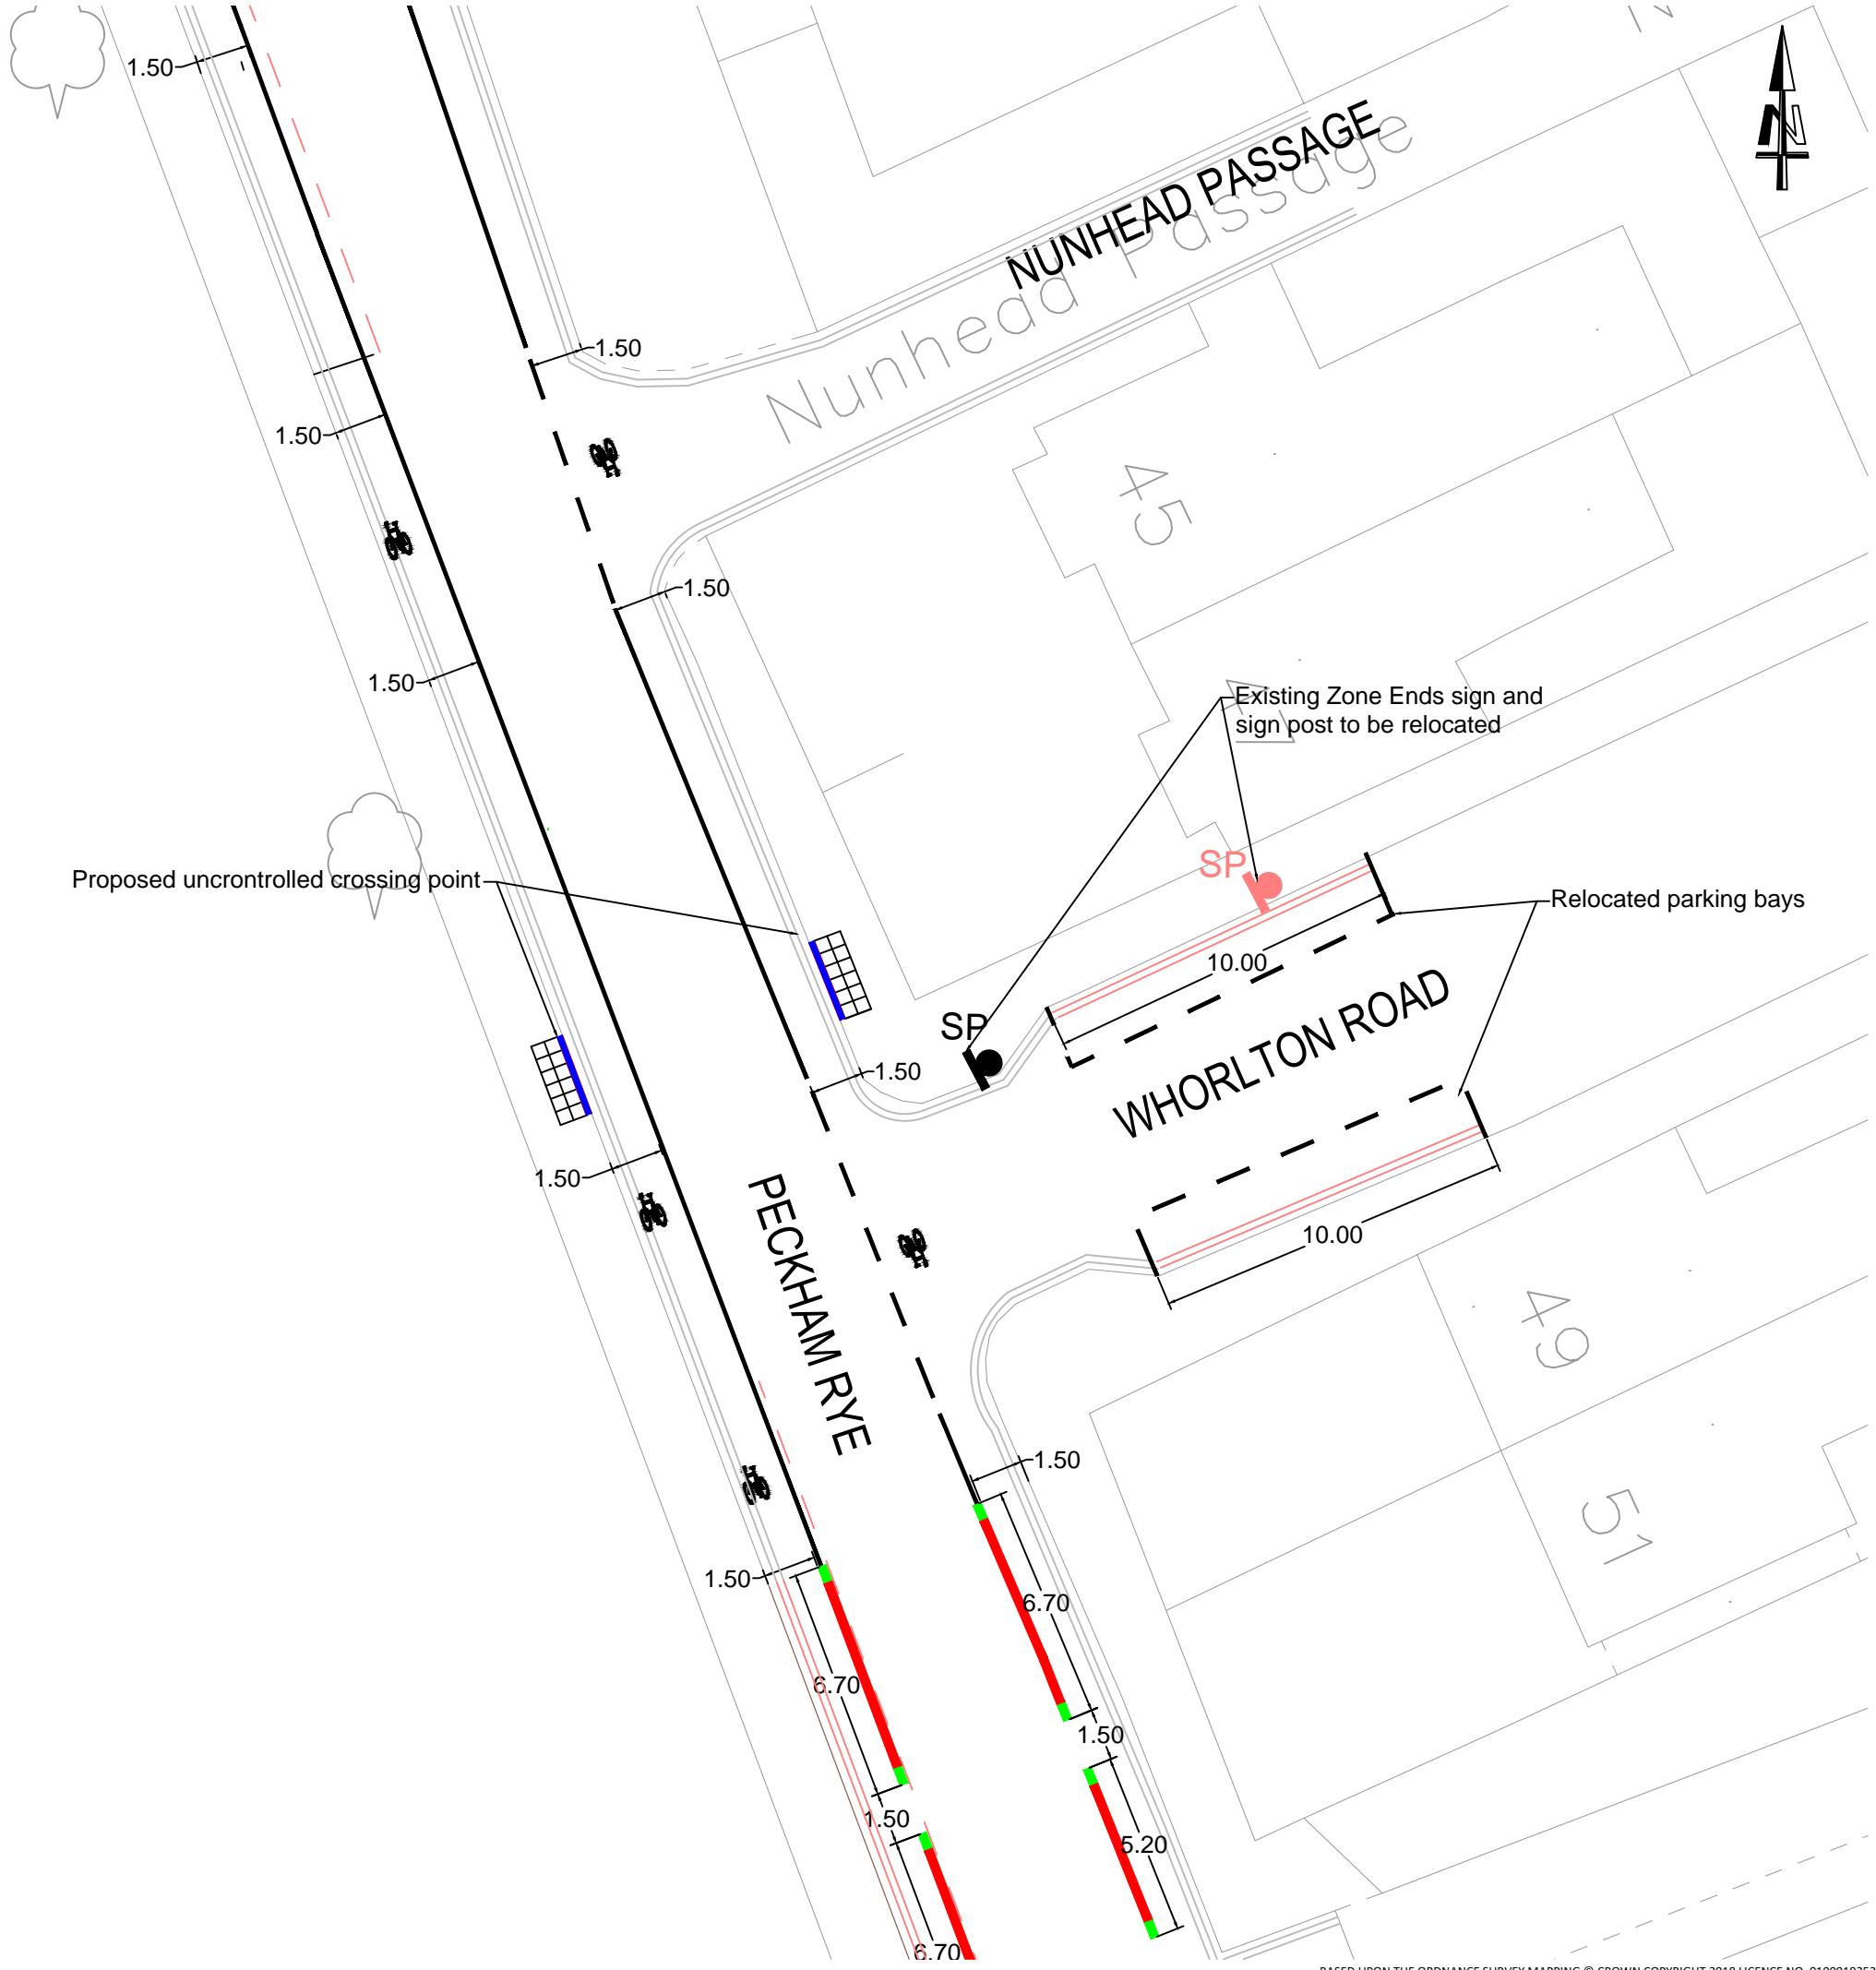 1.50
N
NUNHEAD PASSAGE
Nunhead Passage
1.50
1.50
45
1.50
1.50
Existing Zone Ends sign and
sign post to be relocated
SP
Proposed uncrontrolled crossing point
Relocated parking bays
10.00
WHORLTON ROAD
SP
1.50
1.50
PECKHAM RYE
10.00
49
1.50
51
1.50
6.70
6.70
1.50
1.50
5.20
6.70